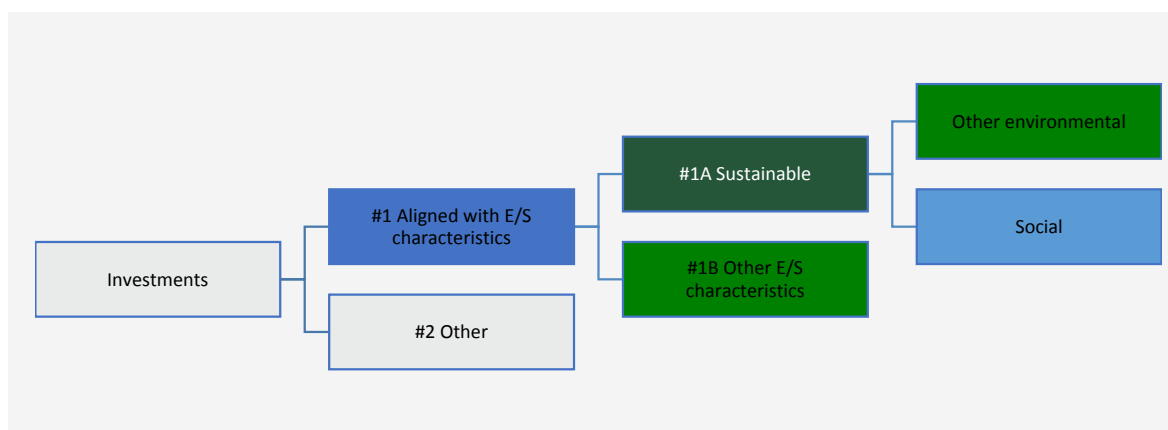 Investments
#1 Aligned with E/S
characteristics
#2 Other
#1A Sustainable
#1B Other E/S
characteristics
Other environmental
Social